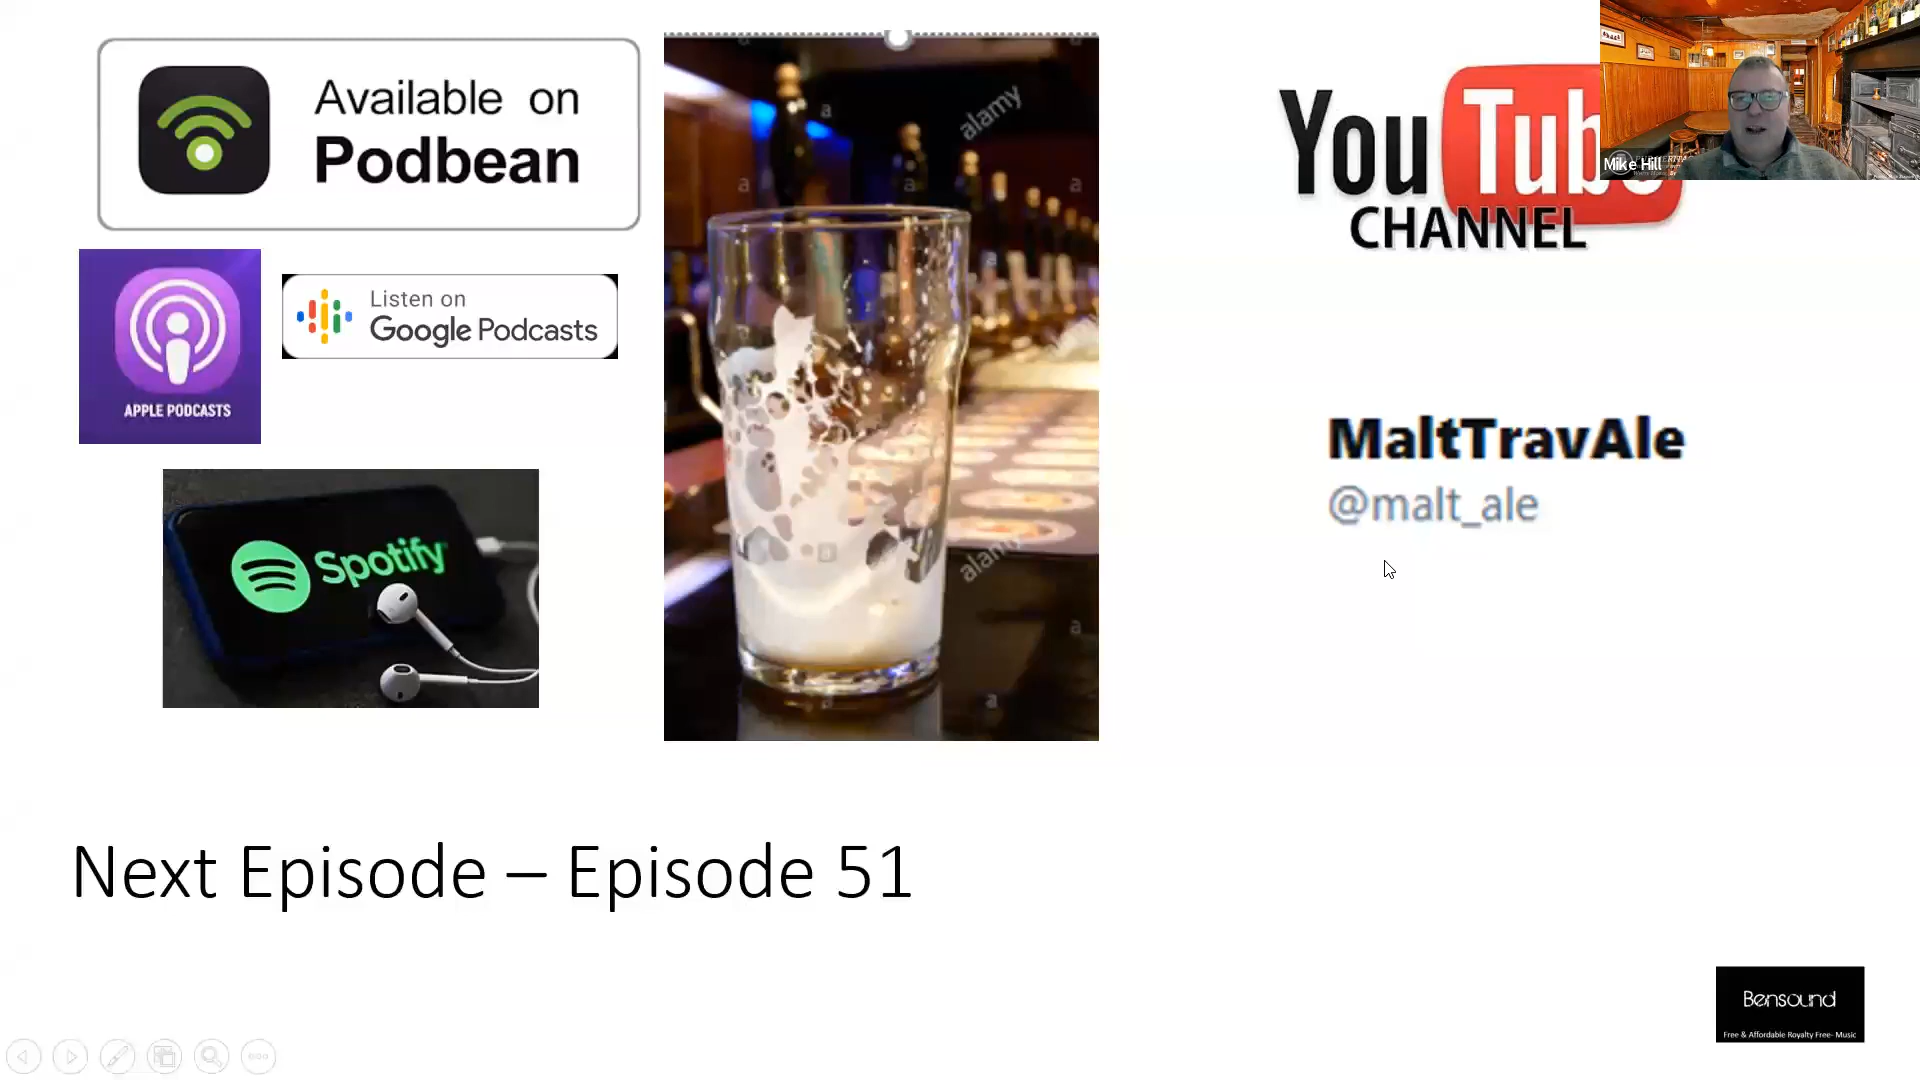 Available on
Podbean
APPLE PODCASTS
Listen on
Google Podcasts
Spotify
alamy
a
a
a
a
alamy
a
a
a
You Tube
CHANNEL
Mike Hill
MaltTravAle
@malt_ale
Next Episode – Episode 51
Bensound
Free & Affordable Royalty Free- Music